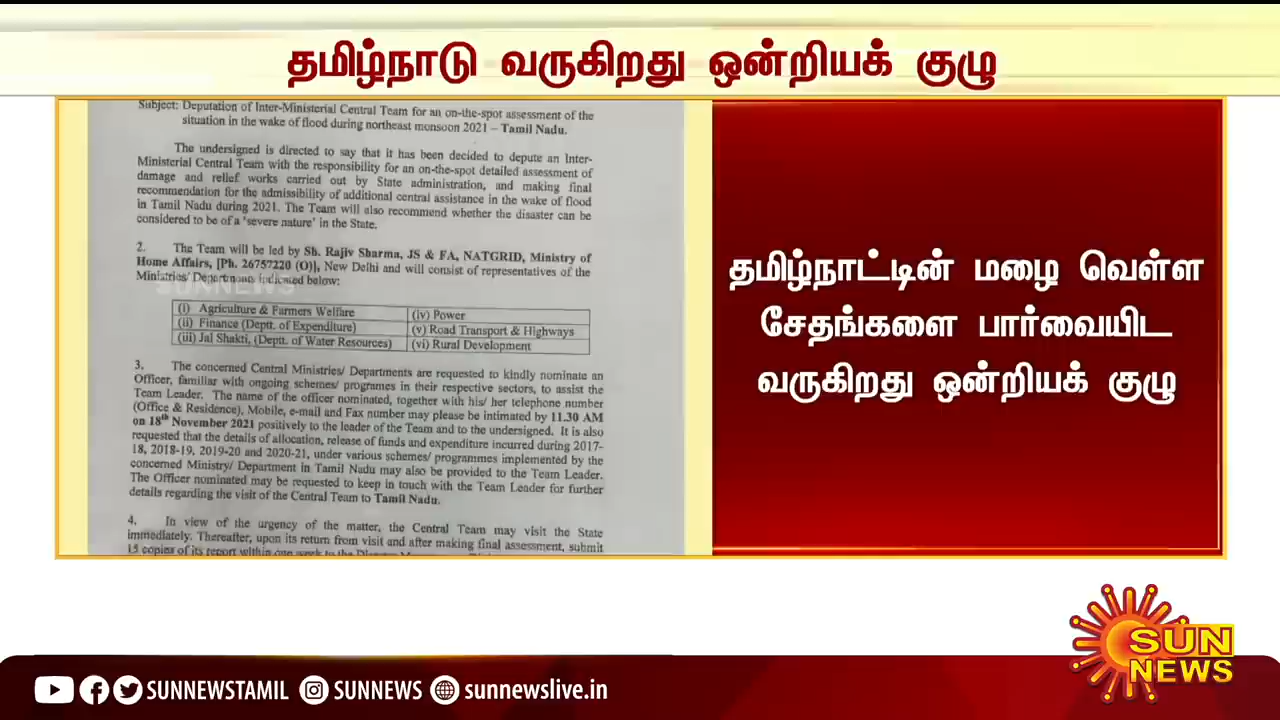 தமிழ்நாடு வருகிறது ஒன்றியக் குழு
Subject: Deputation of Inter-Ministerial Central Team for an on-the-spot assessment of the
situation in the wake of flood during northeast monsoon 2021 – Tamil Nadu.
The undersigned is directed to say that it has been decided to depute an Inter-
Ministerial Central Team with the responsibility for an on-the-spot detailed assessment of
damage and relief works carried out by State administration, and making final
recommendation for the admissibility of additional central assistance in the wake of flood
in Tamil Nadu during 2021. The Team will also recommend whether the disaster can be
considered to be of a 'severe nature' in the State.
2. The Team will be led by Sh. Rajiv Sharma, JS & FA, NATGRID, Ministry of
Home Affairs, [Ph. 26757220 (O)], New Delhi and will consist of representatives of the
Ministries/ Departments indicated below:
SUNNEWS
(i) Agriculture & Farmers Welfare
(ii) Finance (Deptt. of Expenditure)
(iii) Jal Shakti, (Deptt. of Water Resources)
(iv) Power
(v) Road Transport & Highways
(vi) Rural Development
3. The concerned Central Ministries/ Departments are requested to kindly nominate an
Officer, familiar with ongoing schemes/ programes in their respective sectors, to assist the
Team Leader. The name of the officer nominated, together with his/ her telephone number
(Office & Residence), Mobile, e-mail and Fax number may please be intimated by 11.30 AM
on 18th November 2021 positively to the leader of the Team and to the undersigned. It is also
requested that the details of allocation, release of funds and expenditure incurred during 2017-
18, 2018-19, 2019-20 and 2020-21, under various schemes/ programmes implemented by the
concerned Ministry/ Department in Tamil Nadu may also be provided to the Team Leader.
The Officer nominated may be requested to keep in touch with the Team Leader for further
details regarding the visit of the Central Team to Tamil Nadu.
4. In view of the urgency of the matter, the Central Team may visit the State
immediately. Thereafter, upon its return from visit and after making final assessment, submit
15 copies of its report within one week to the
தமிழ்நாட்டின் மழை வெள்ள
சேதங்களை பார்வையிட
வருகிறது ஒன்றியக் குழு
SUN
NEWS
SUNNEWSTAMIL SUNNEWS sunnewslive.in